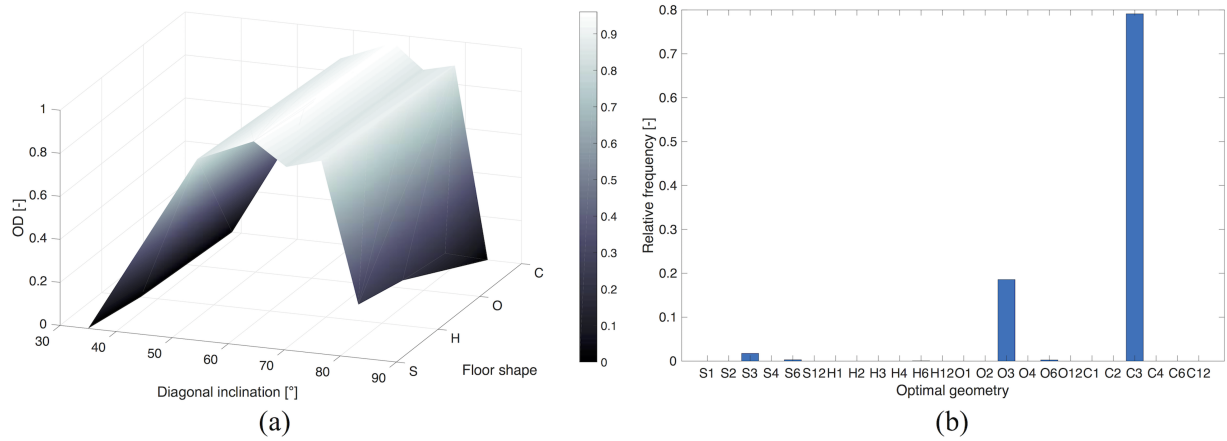 1
0.8
0.6
0.4
0.2
0
OD [-]
30
40
50
60
70
80
90
Diagonal inclination [°]
S
H
O
C
Floor shape
0.9
0.8
0.7
0.6
0.5
0.4
0.3
0.2
0.1
0
(a)
0.8
0.7
0.6
0.5
0.4
0.3
0.2
0.1
0
Relative frequency [-]
S1 S2 S3 S4 S6 S12 H1 H2 H3 H4 H6 H12 O1 O2 O3 O4 O6 O12 C1 C2 C3 C4 C6 C12
Optimal geometry
(b)